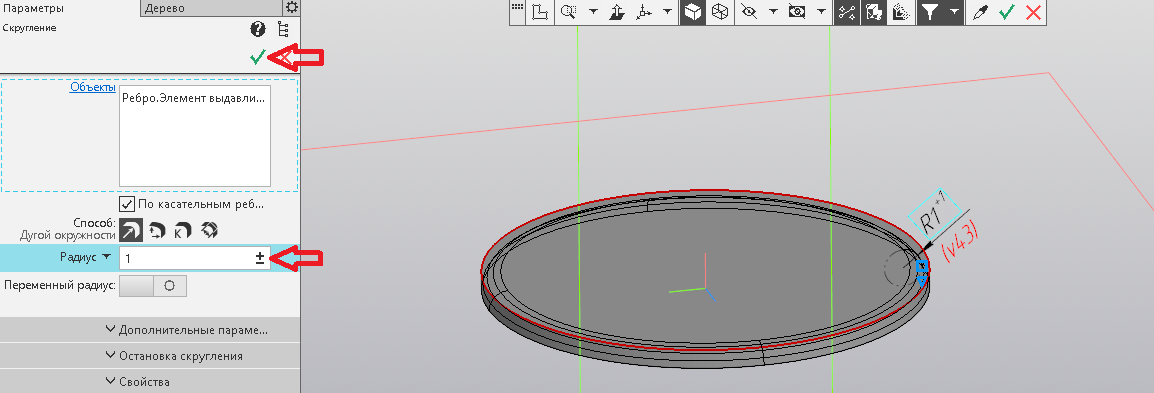 Параметры
Дерево
Скругление
Объекты
Ребро.Элемент выдавли...
По касательным реб...
Способ:
Дугой окружности
Радиус
1
Переменный радиус:
Дополнительные параме...
Остановка скругления
Свойства
R1+1
(v43)